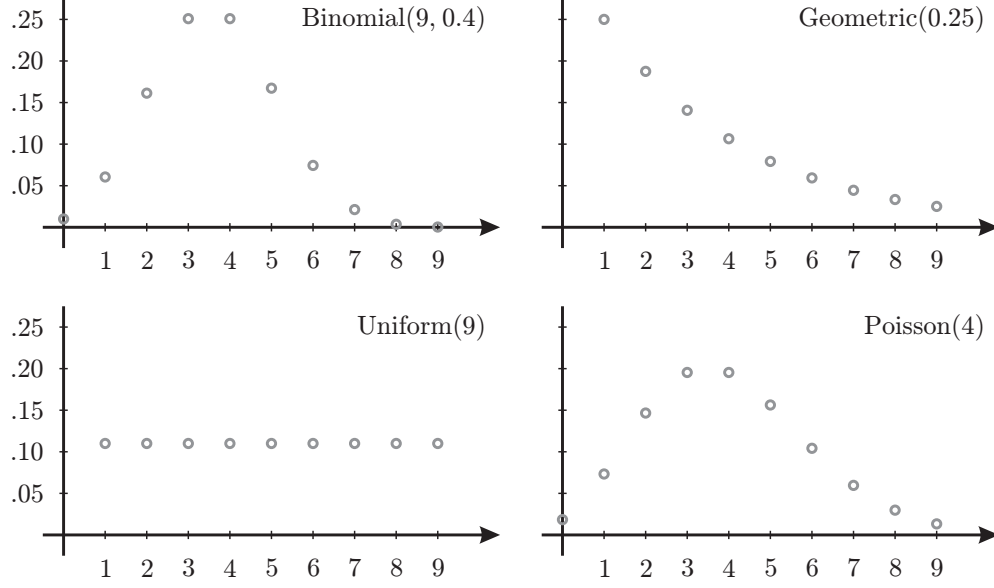 .25 Binomial(9, 0.4)
.20
.15
.10
.05
1 2 3 4 5 6 7 8 9
Geometric(0.25)
1 2 3 4 5 6 7 8 9
.25 Uniform(9)
.20
.15
.10
.05
1 2 3 4 5 6 7 8 9
Poisson(4)
1 2 3 4 5 6 7 8 9